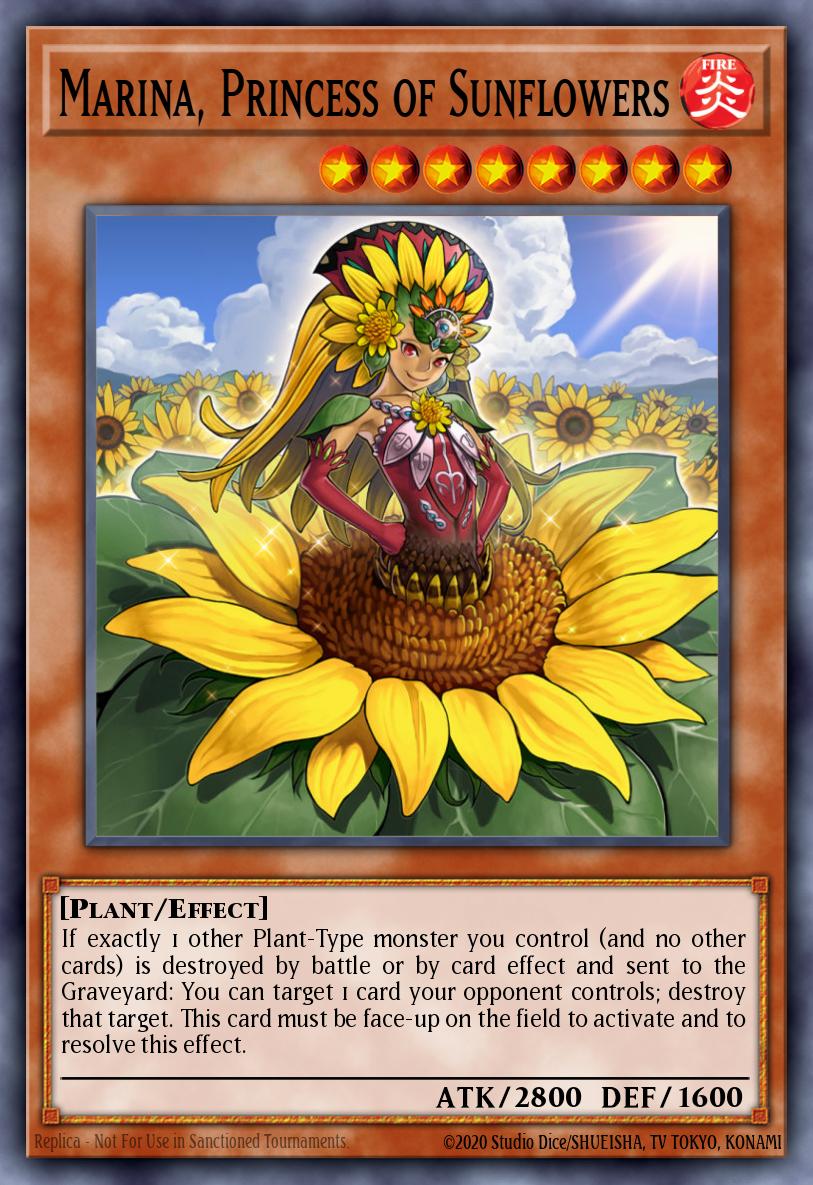 Marina, Princess of Sunflowers
FIRE
炎
[Plant/Effect]
If exactly 1 other Plant-Type monster you control (and no other
cards) is destroyed by battle or by card effect and sent to the
Graveyard: You can target 1 card your opponent controls; destroy
that target. This card must be face-up on the field to activate and to
resolve this effect.
ATK/2800 DEF/1600
Replica - Not For Use in Sanctioned Tournaments.
©2020 Studio Dice/SHUEISHA, TV TOKYO, KONAMI